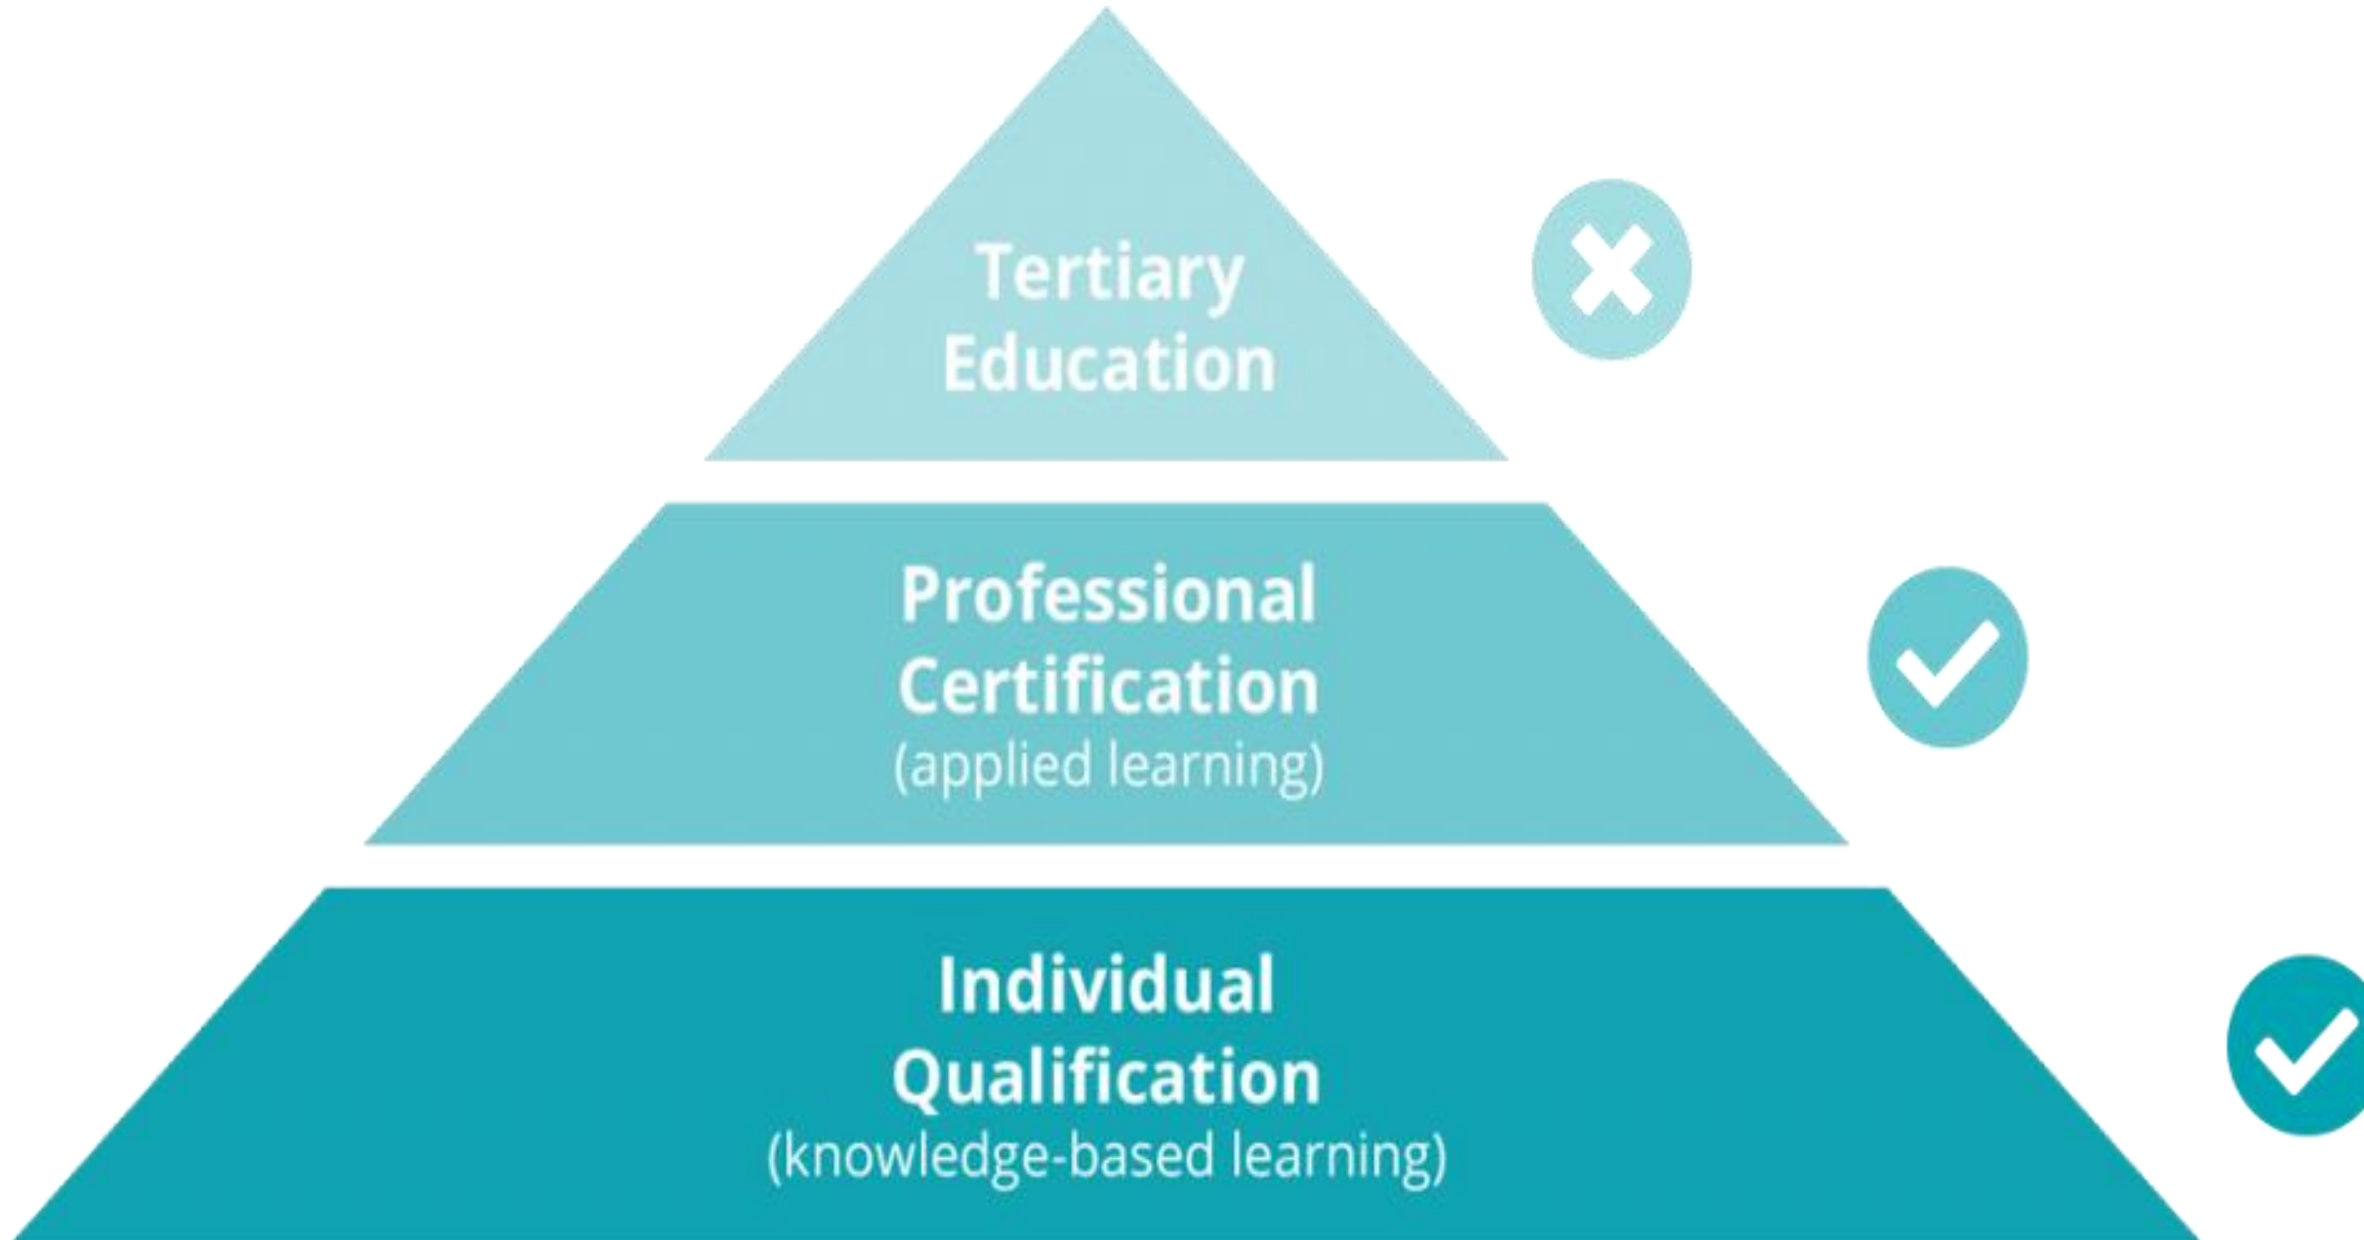 Tertiary
Education
Professional
Certification
(applied learning)
Individual
Qualification
(knowledge-based learning)